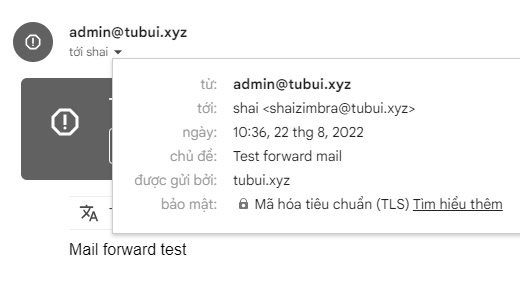 admin@tubui.xyz
tới shai
từ: admin@tubui.xyz
tới: shai <shaizimbra@tubui.xyz>
ngày: 10:36, 22 thg 8, 2022
chủ đề: Test forward mail
được gửi bởi: tubui.xyz
bảo mật: Mã hóa tiêu chuẩn (TLS) Tìm hiểu thêm
Mail forward test